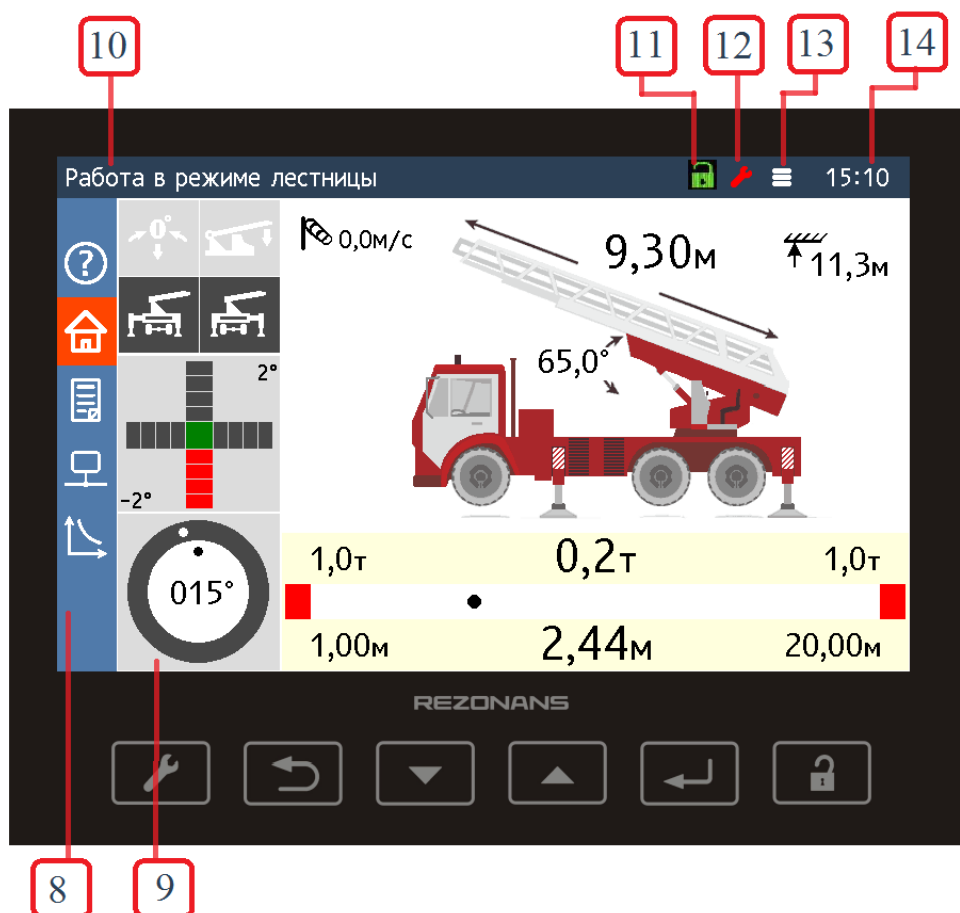 10
11
12
13
14
Работа в режиме лестницы
15:10
?
0°
0,0м/с
9,30м
11,3м
65,0°
2°
-2°
015°
1,0т
0,2т
1,0т
1,00м
2,44м
20,00м
REZONANS
8
9